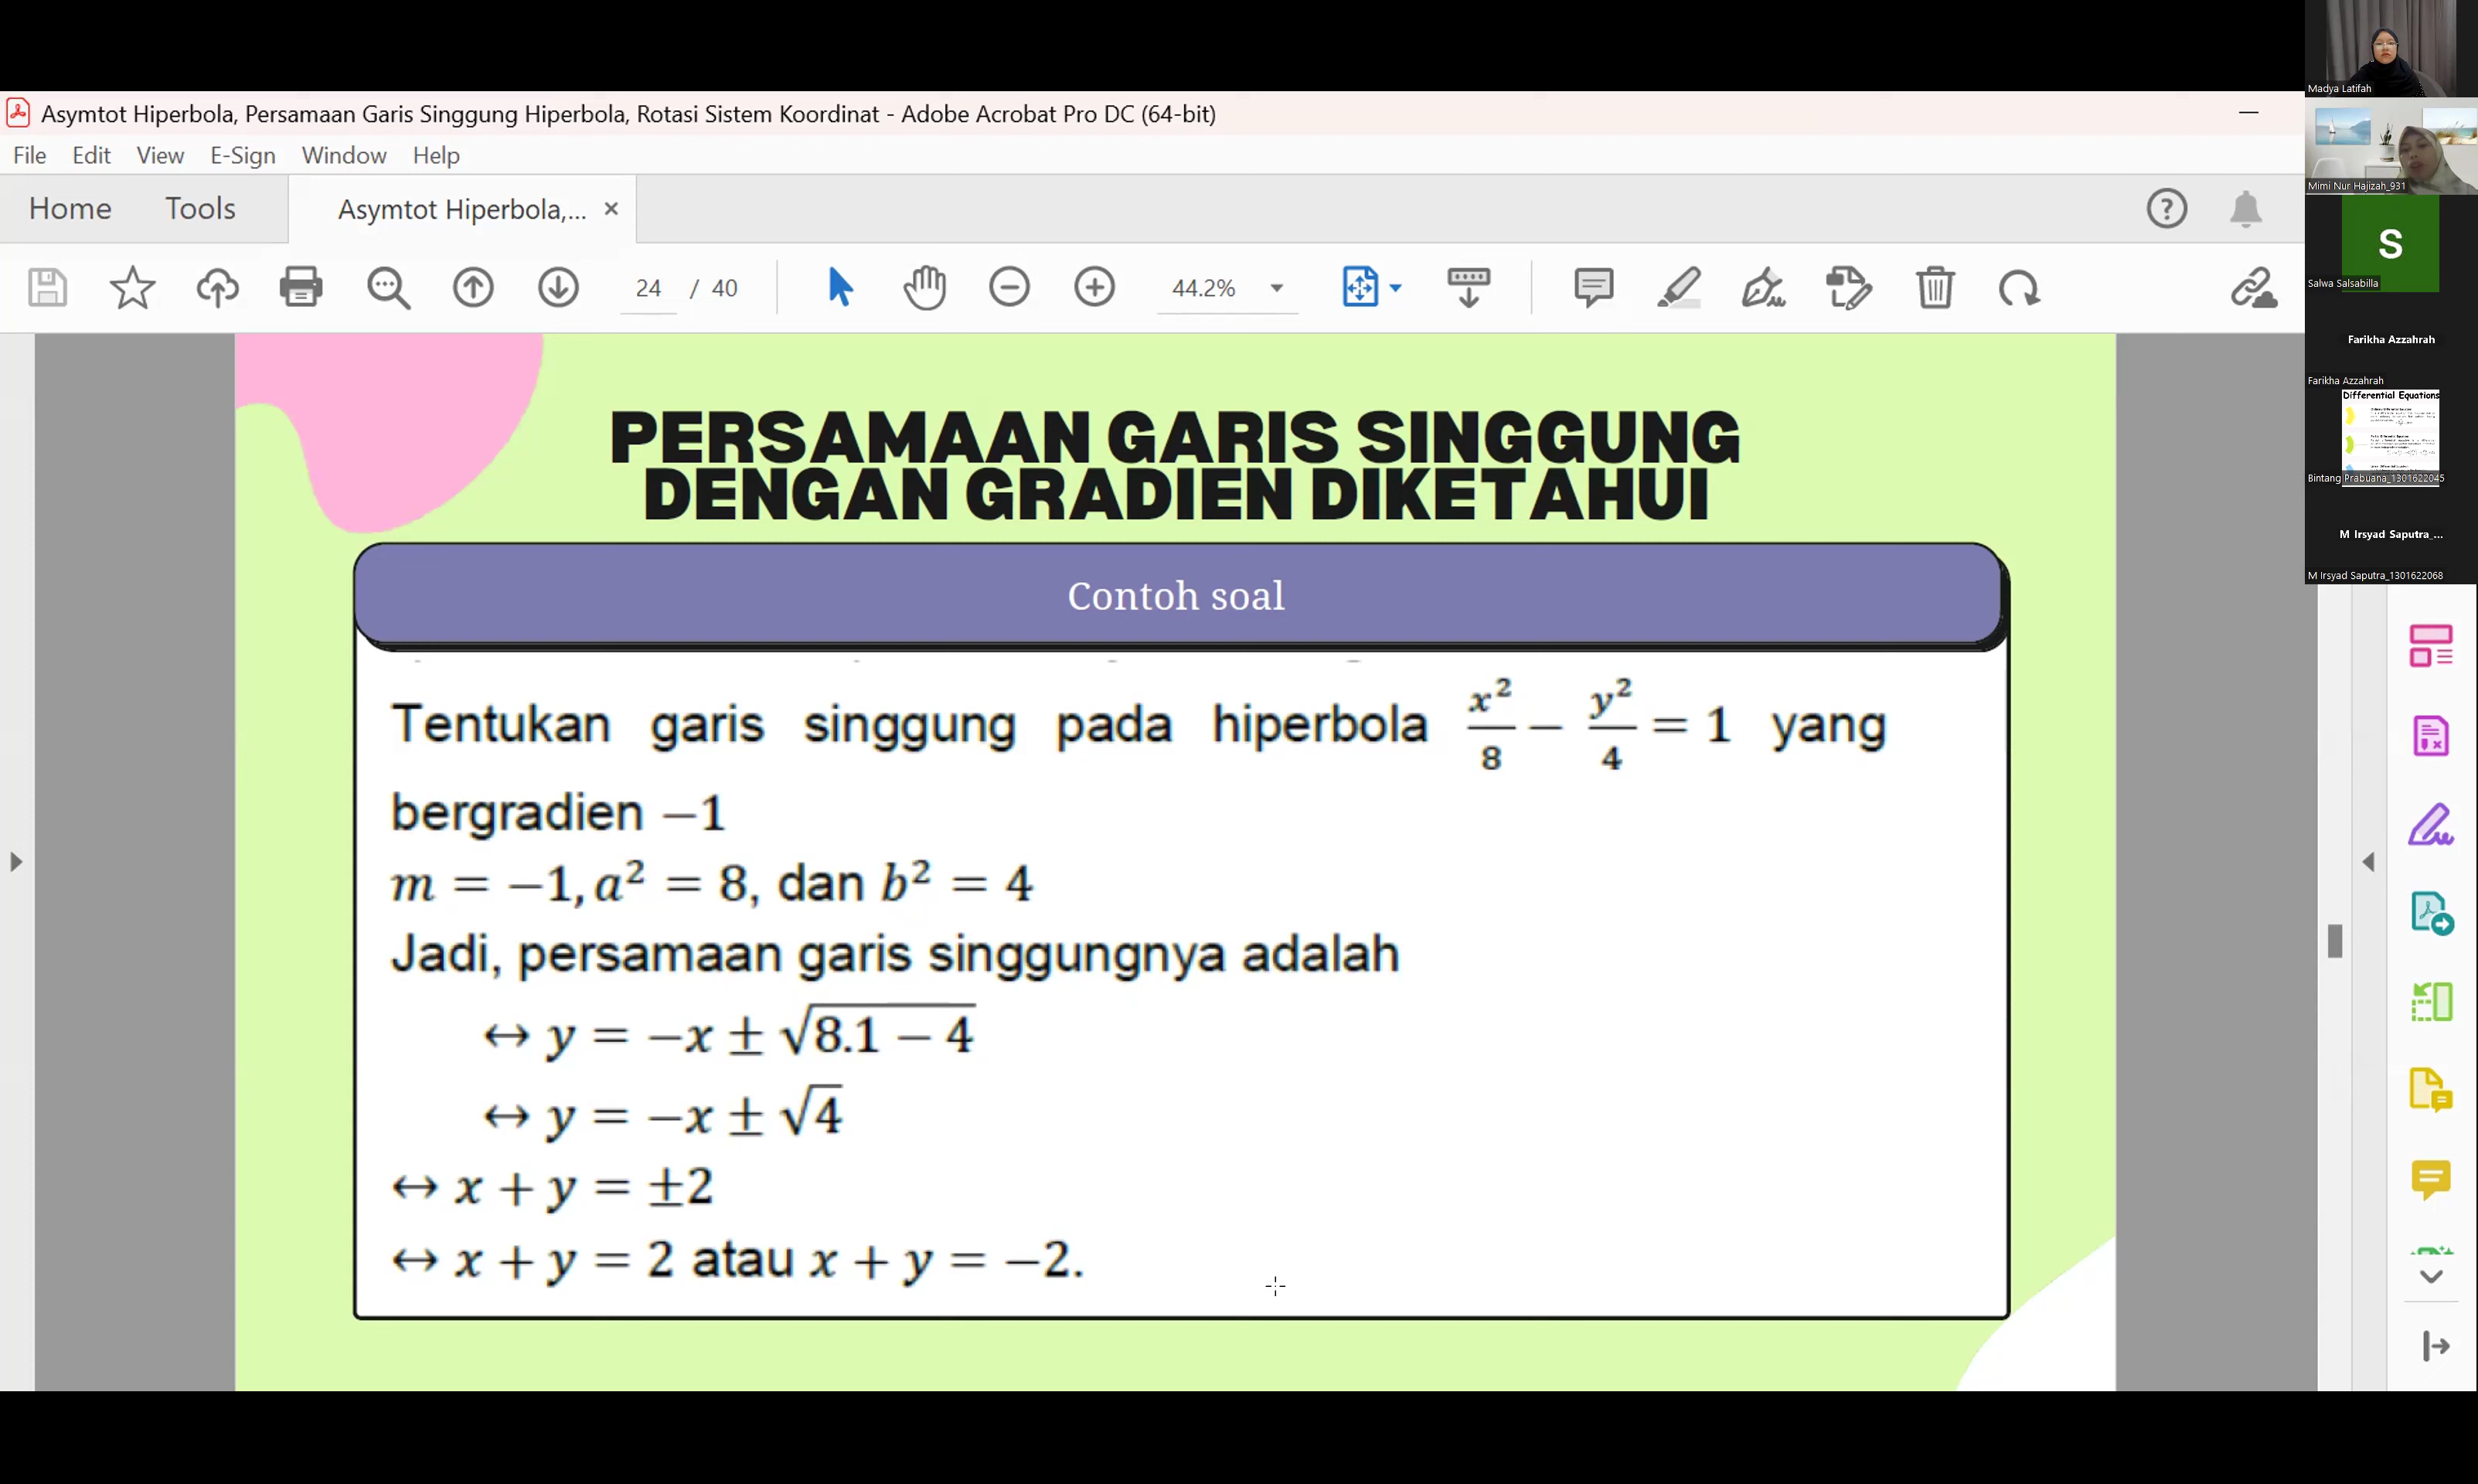 Asymtot Hiperbola, Persamaan Garis Singgung Hiperbola, Rotasi Sistem Koordinat - Adobe Acrobat Pro DC (64-bit)
File Edit View E-Sign Window Help
Home Tools Asymtot Hiperbola,... ×
24 / 40 44.2%
PERSAMAAN GARIS SINGGUNG
DENGAN GRADIEN DIKETAHUI
Contoh soal
Tentukan garis singgung pada hiperbola x²/8 − y²/4 = 1 yang
bergradien −1
m = −1, a² = 8, dan b² = 4
Jadi, persamaan garis singgungnya adalah
↔ y = −x ± √(8.1 − 4)
↔ y = −x ± √4
↔ x + y = ±2
↔ x + y = 2 atau x + y = −2.
Madya Latifah
Mimi Nur Hajizah_931
S
Salwa Salsabilla
Farikha Azzahrah
Farikha Azzahrah
Differential Equations
Bintang Prabuana_1301622045
M Irsyad Saputra_...
M Irsyad Saputra_1301622068